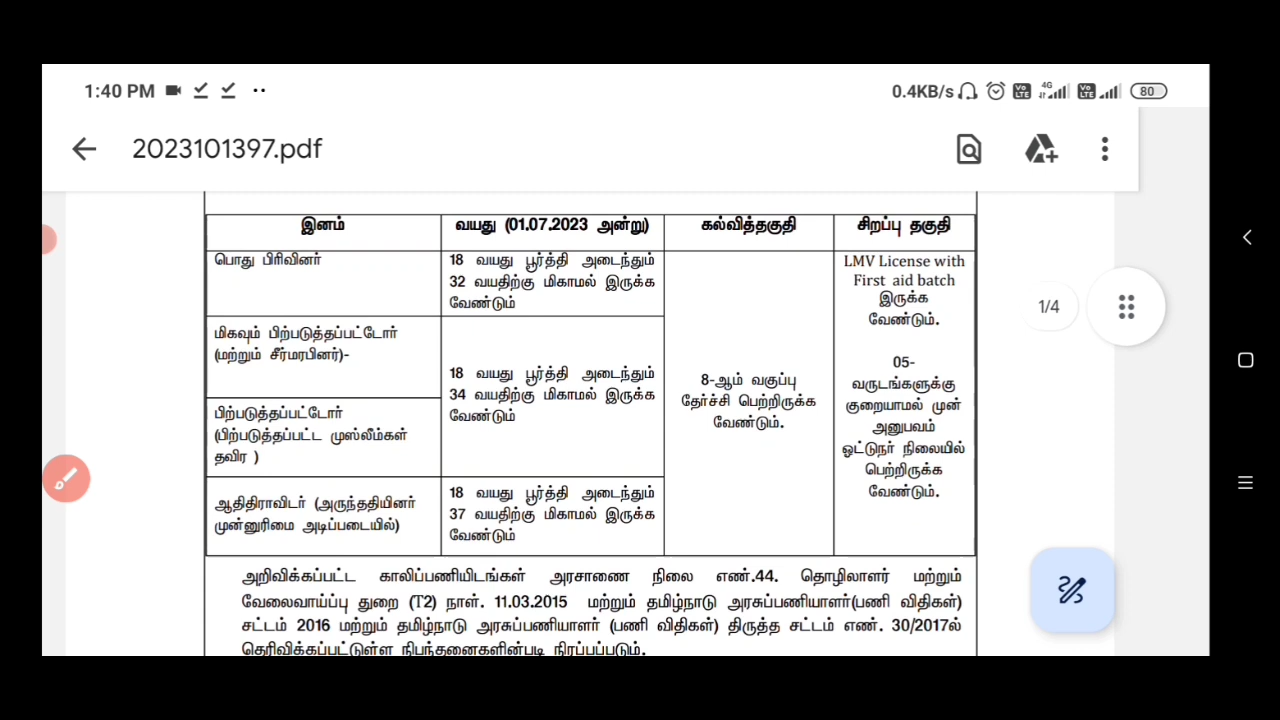 1:40 PM
0.4KB/s 4G Vo LTE Vo LTE 80
2023101397.pdf
இனம்
வயது (01.07.2023 அன்று)
கல்வித்தகுதி
சிறப்பு தகுதி
பொது பிரிவினர்
18 வயது பூர்த்தி அடைந்தும்
32 வயதிற்கு மிகாமல் இருக்க
வேண்டும்
மிகவும் பிற்படுத்தப்பட்டோர்
(மற்றும் சீர்மரபினர்)-
18 வயது பூர்த்தி அடைந்தும்
34 வயதிற்கு மிகாமல் இருக்க
வேண்டும்
பிற்படுத்தப்பட்டோர்
(பிற்படுத்தப்பட்ட முஸ்லீம்கள்
தவிர )
ஆதிதிராவிடர் (அருந்ததியினர்
முன்னுரிமை அடிப்படையில்)
18 வயது பூர்த்தி அடைந்தும்
37 வயதிற்கு மிகாமல் இருக்க
வேண்டும்
8-ஆம் வகுப்பு
தேர்ச்சி பெற்றிருக்க
வேண்டும்.
LMV License with
First aid batch
இருக்க
வேண்டும்.
05-
வருடங்களுக்கு
குறையாமல் முன்
அனுபவம்
ஓட்டுநர் நிலையில்
பெற்றிருக்க
வேண்டும்.
1/4
அறிவிக்கப்பட்ட காலிப்பணியிடங்கள் அரசாணை நிலை எண்.44. தொழிலாளர் மற்றும்
வேலைவாய்ப்பு துறை (T2) நாள். 11.03.2015 மற்றும் தமிழ்நாடு அரசுப்பணியாளர்(பணி விதிகள்)
சட்டம் 2016 மற்றும் தமிழ்நாடு அரசுப்பணியாளர் (பணி விதிகள்) திருத்த சட்டம் எண். 30/2017ல்
தெரிவிக்கப்பட்டுள்ள நிபந்தனைகளின்படி நிரப்பப்படும்.